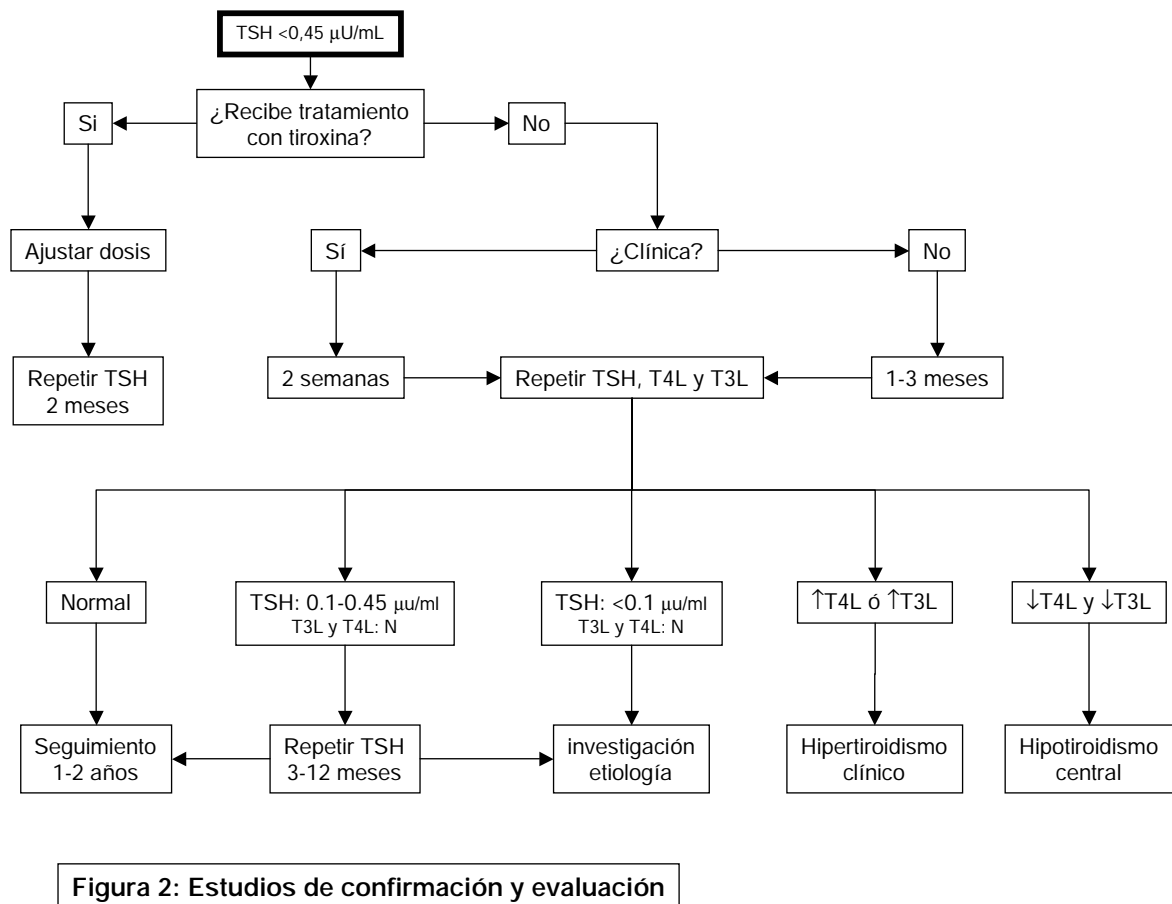 TSH <0,45 μU/mL
¿Recibe tratamiento
con tiroxina?
Si
No
Ajustar dosis
Sí
¿Clínica?
No
Repetir TSH
2 meses
2 semanas
Repetir TSH, T4L y T3L
1-3 meses
Normal
TSH: 0.1-0.45 μu/ml
T3L y T4L: N
TSH: <0.1 μu/ml
T3L y T4L: N
↑T4L ó ↑T3L
↓T4L y ↓T3L
Seguimiento
1-2 años
Repetir TSH
3-12 meses
investigación
etiología
Hipertiroidismo
clínico
Hipotiroidismo
central
Figura 2: Estudios de confirmación y evaluación